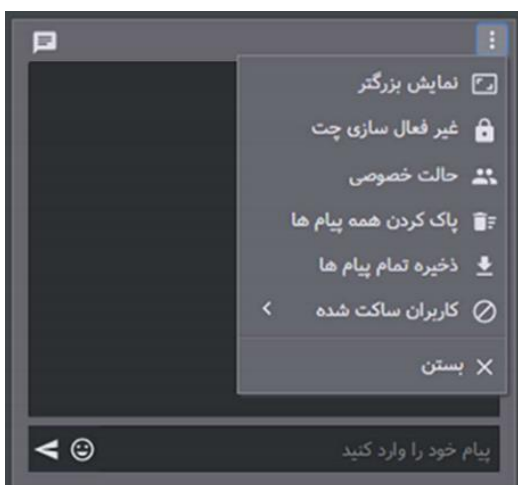 نمایش بزرگتر
غیر فعال سازی چت
حالت خصوصی
پاک کردن همه پیام ها
ذخیره تمام پیام ها
کاربران ساکت شده
بستن
پیام خود را وارد کنید